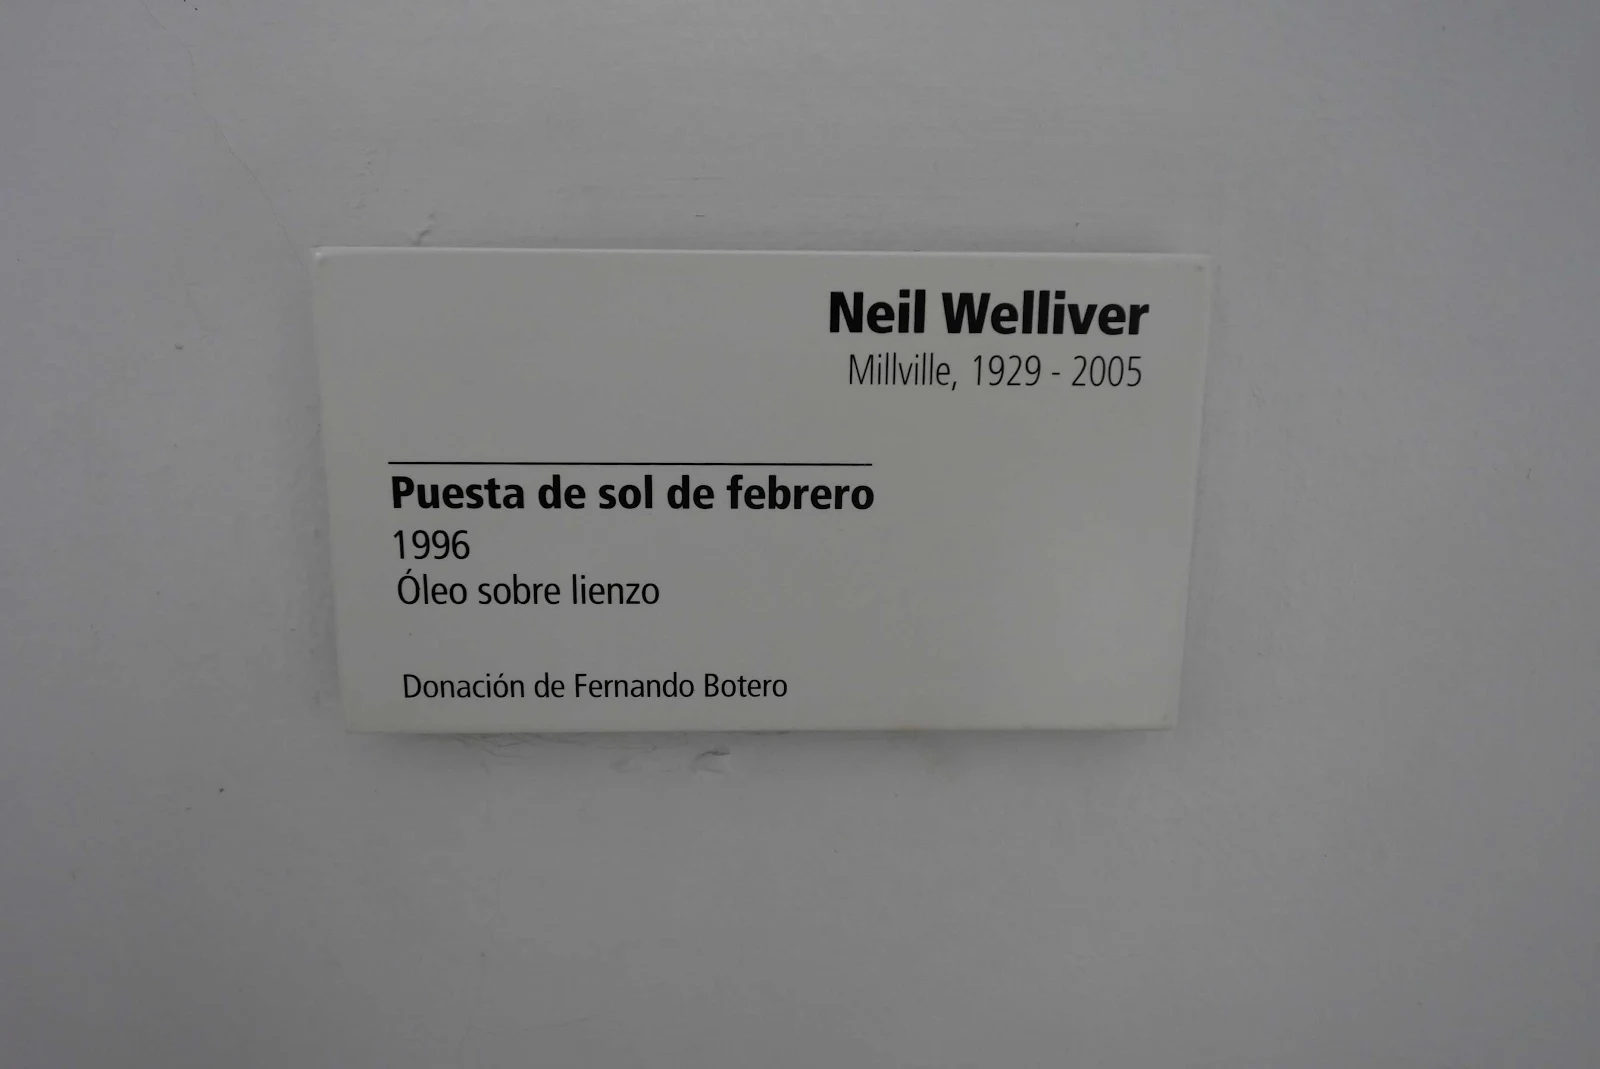 Neil Welliver
Millville, 1929 - 2005
Puesta de sol de febrero
1996
Óleo sobre lienzo
Donación de Fernando Botero